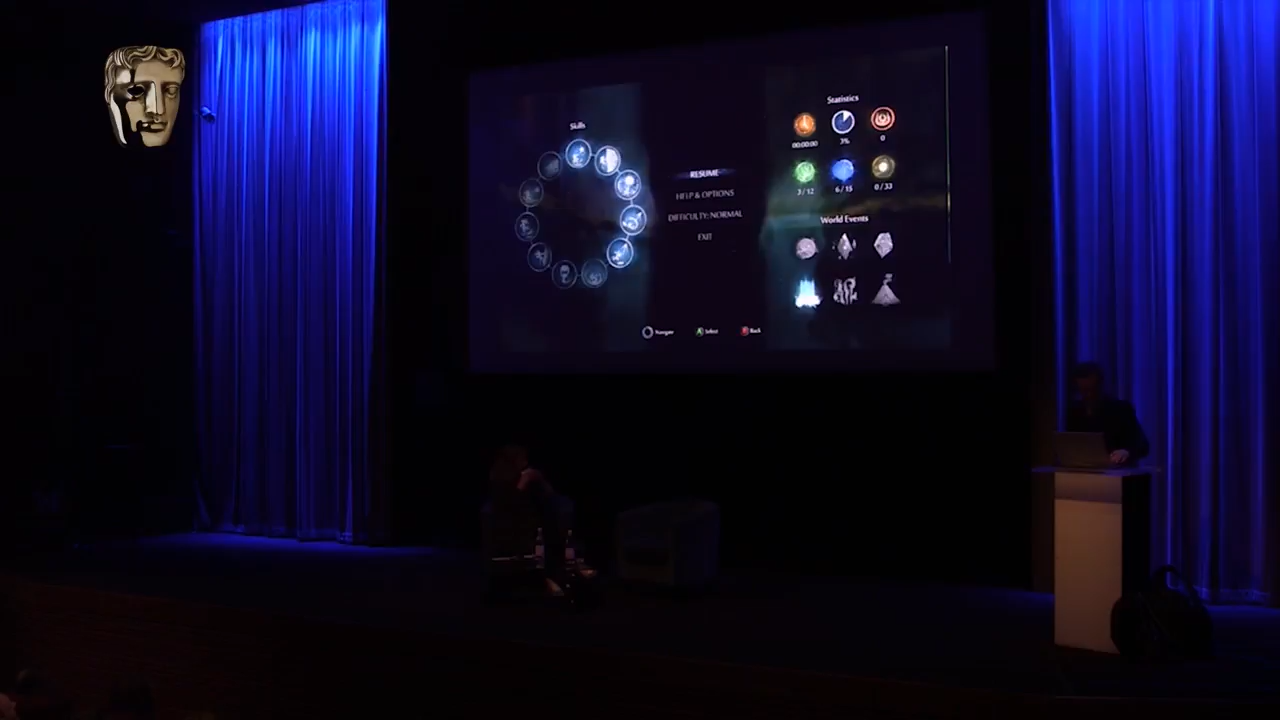 Skills
RESUME
HELP & OPTIONS
DIFFICULTY: NORMAL
EXIT
Navigate
Select
Back
Statistics
00:00:00
3%
0
3 / 12
6 / 15
0 / 33
World Events